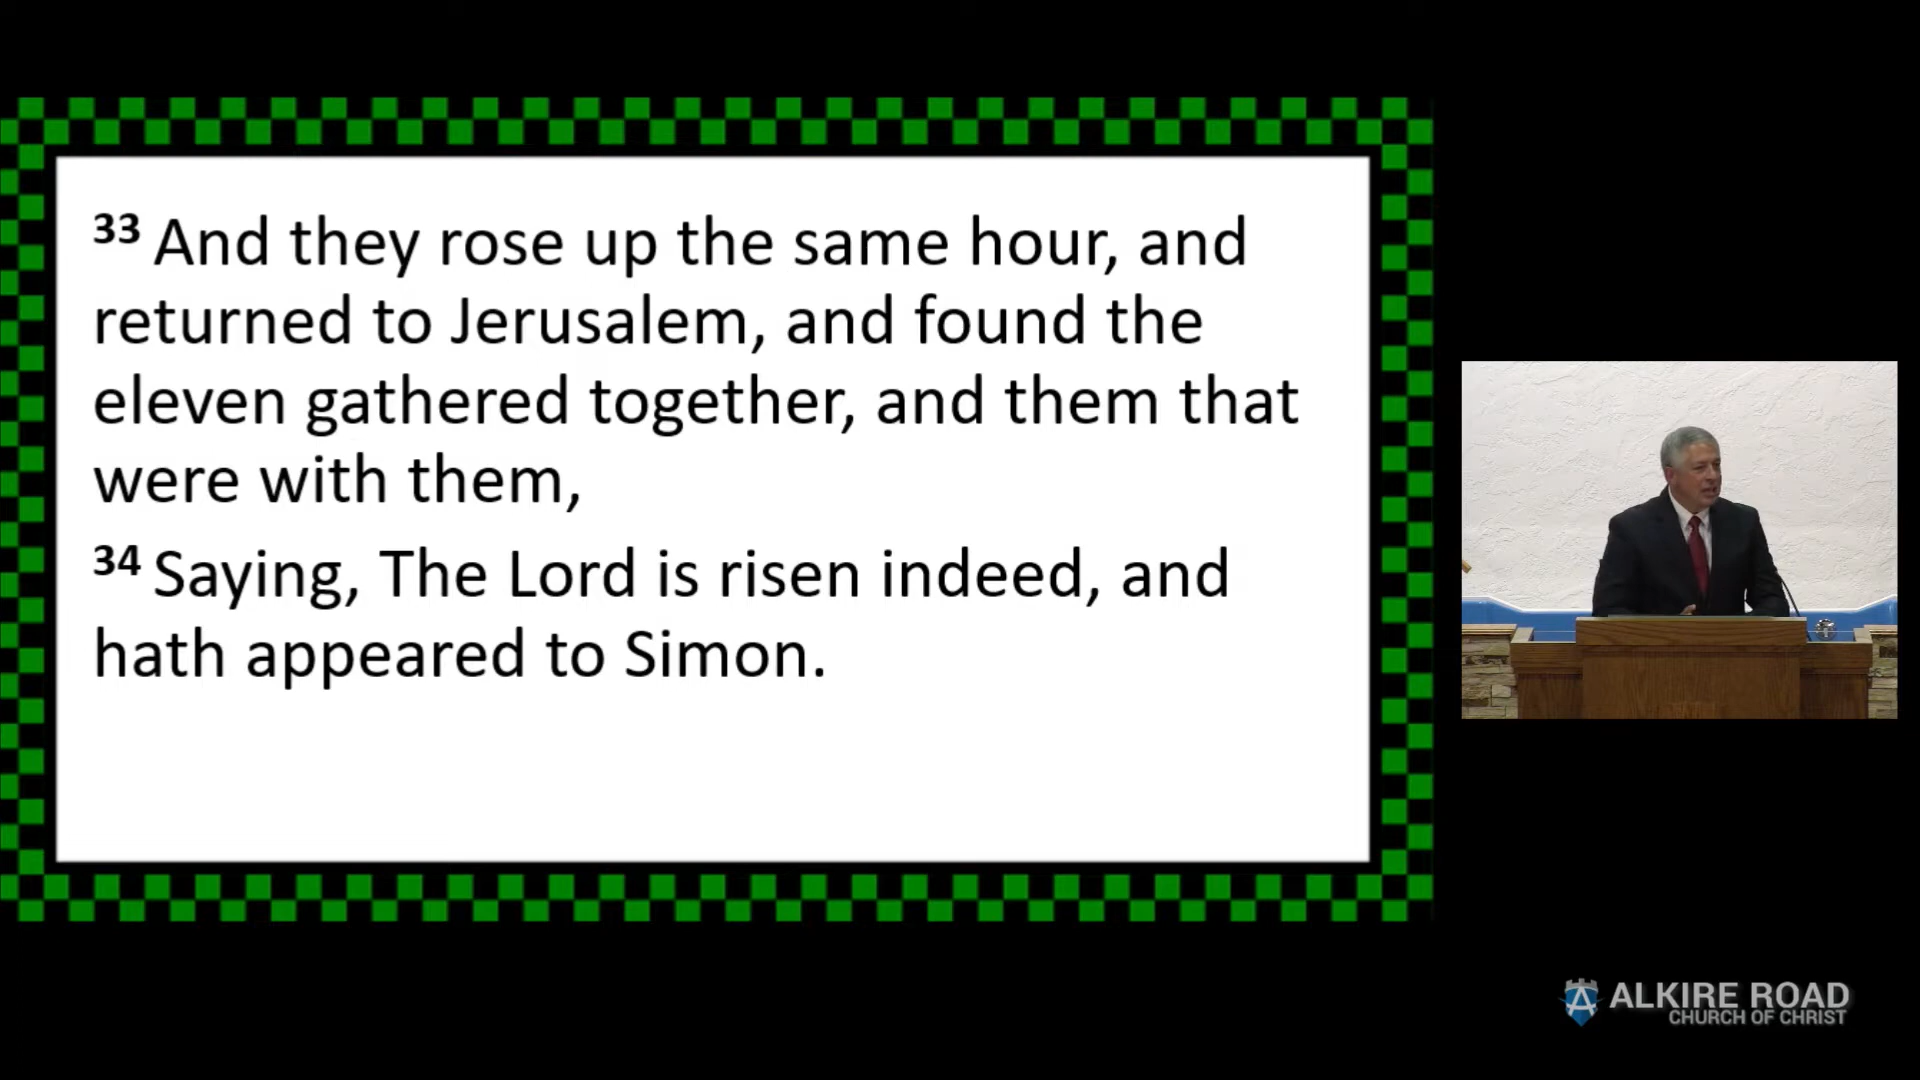 33 And they rose up the same hour, and
returned to Jerusalem, and found the
eleven gathered together, and them that
were with them,
34 Saying, The Lord is risen indeed, and
hath appeared to Simon.
ALKIRE ROAD
CHURCH OF CHRIST